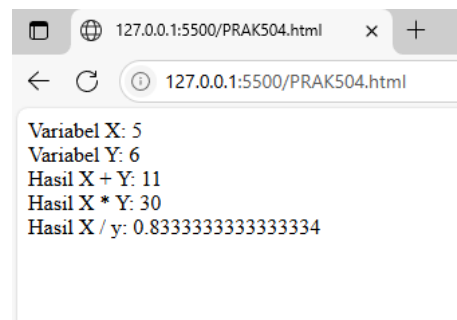 127.0.0.1:5500/PRAK504.html
127.0.0.1:5500/PRAK504.html
Variabel X: 5
Variabel Y: 6
Hasil X + Y: 11
Hasil X * Y: 30
Hasil X / y: 0.8333333333333334